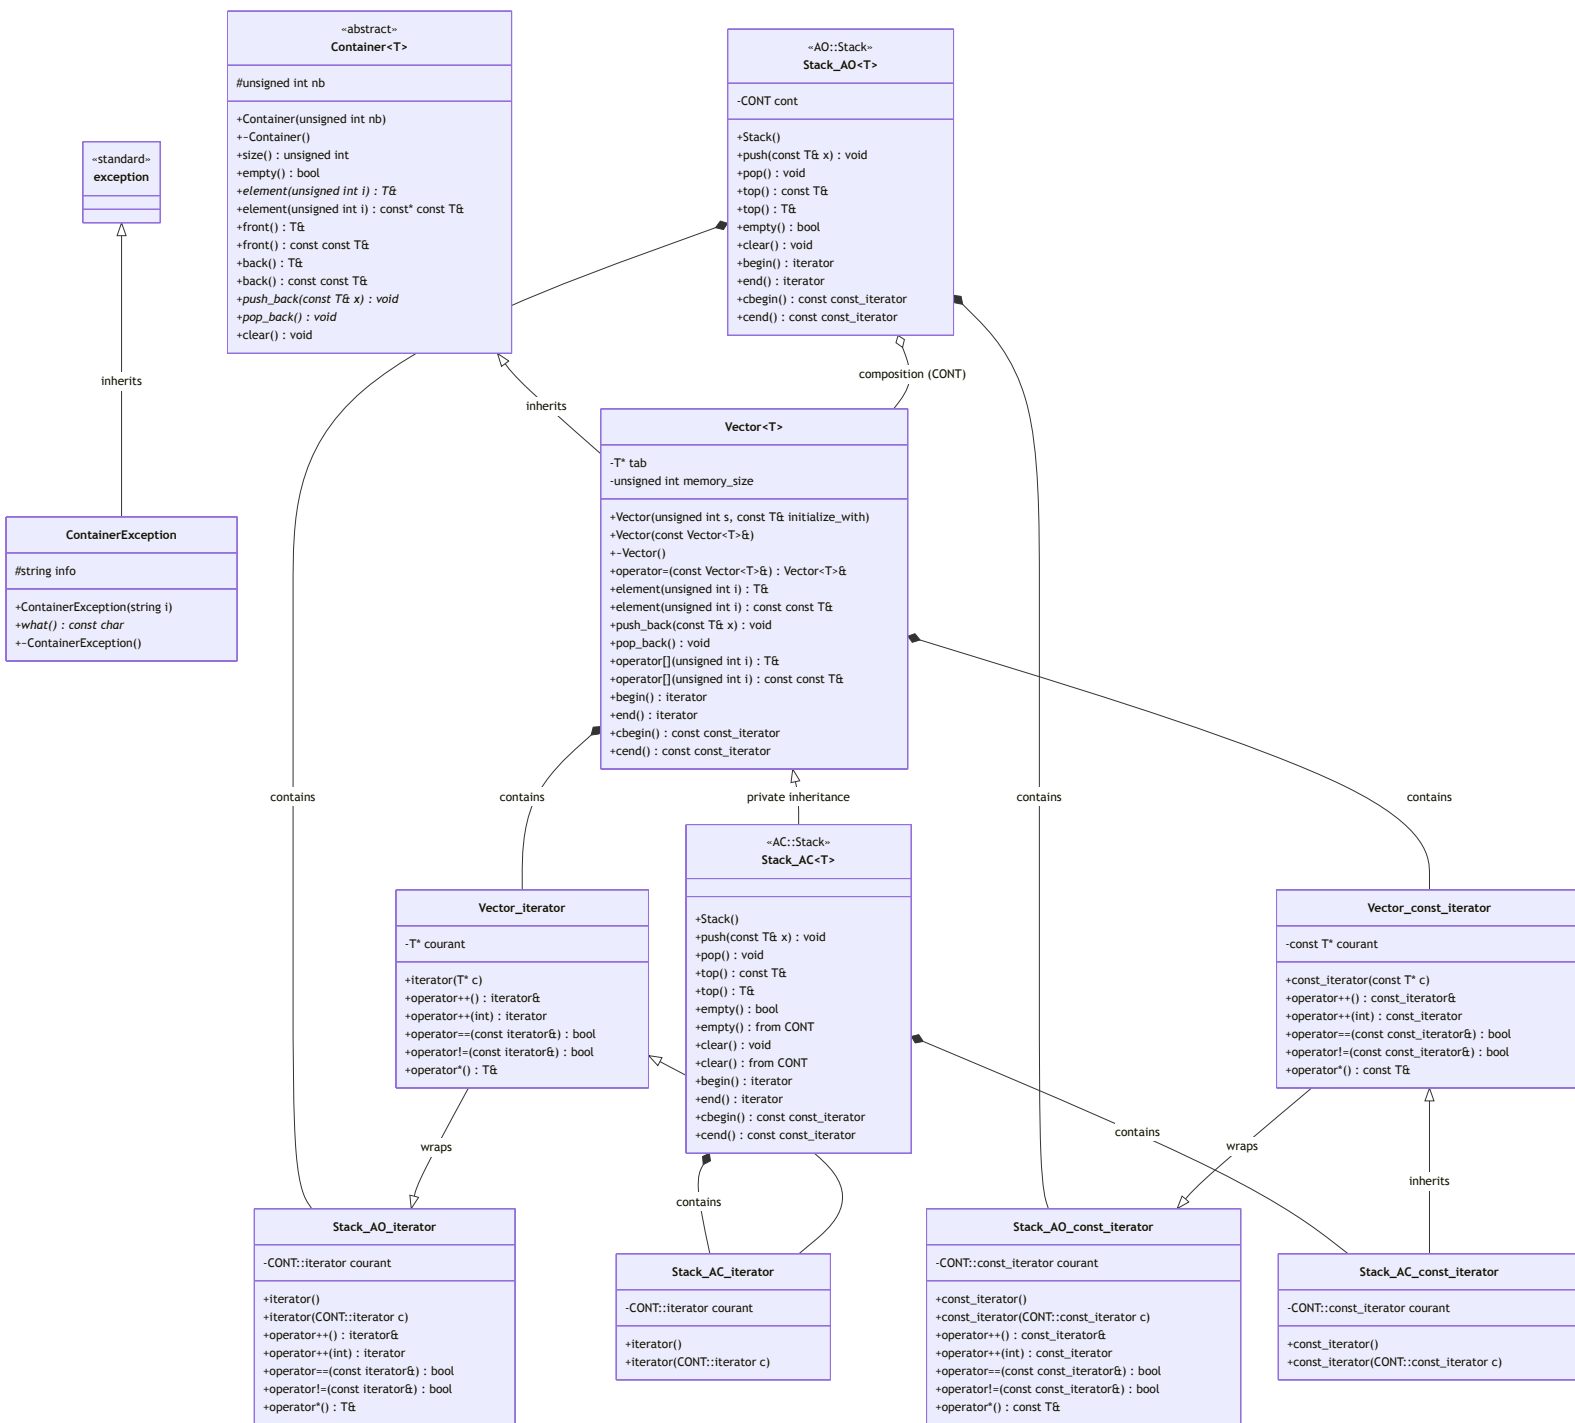 «abstract»
Container<T>
#unsigned int nb
+Container(unsigned int nb)
+~Container()
+size() : unsigned int
+empty() : bool
+element(unsigned int i) : T&
+element(unsigned int i) : const* const T&
+front() : T&
+front() : const const T&
+back() : T&
+back() : const const T&
+push_back(const T& x) : void
+pop_back() : void
+clear() : void
«AO::Stack»
Stack_AO<T>
-CONT cont
+Stack()
+push(const T& x) : void
+pop() : void
+top() : const T&
+top() : T&
+empty() : bool
+clear() : void
+begin() : iterator
+end() : iterator
+cbegin() : const const_iterator
+cend() : const const_iterator
«standard»
exception
inherits
inherits
composition (CONT)
ContainerException
#string info
+ContainerException(string i)
+what() : const char
+~ContainerException()
Vector<T>
-T* tab
-unsigned int memory_size
+Vector(unsigned int s, const T& initialize_with)
+Vector(const Vector<T>&)
+~Vector()
+operator=(const Vector<T>&) : Vector<T>&
+element(unsigned int i) : T&
+element(unsigned int i) : const const T&
+push_back(const T& x) : void
+pop_back() : void
+operator[](unsigned int i) : T&
+operator[](unsigned int i) : const const T&
+begin() : iterator
+end() : iterator
+cbegin() : const const_iterator
+cend() : const const_iterator
contains
contains
private inheritance
contains
contains
Vector_iterator
-T* courant
+iterator(T* c)
+operator++() : iterator&
+operator++(int) : iterator
+operator==(const iterator&) : bool
+operator!=(const iterator&) : bool
+operator*() : T&
«AC::Stack»
Stack_AC<T>
+Stack()
+push(const T& x) : void
+pop() : void
+top() : const T&
+top() : T&
+empty() : bool
+empty() : from CONT
+clear() : void
+clear() : from CONT
+begin() : iterator
+end() : iterator
+cbegin() : const const_iterator
+cend() : const const_iterator
Vector_const_iterator
-const T* courant
+const_iterator(const T* c)
+operator++() : const_iterator&
+operator++(int) : const_iterator
+operator==(const const_iterator&) : bool
+operator!=(const const_iterator&) : bool
+operator*() : const T&
wraps
contains
contains
wraps
inherits
Stack_AO_iterator
-CONT::iterator courant
+iterator()
+iterator(CONT::iterator c)
+operator++() : iterator&
+operator++(int) : iterator
+operator==(const iterator&) : bool
+operator!=(const iterator&) : bool
+operator*() : T&
Stack_AC_iterator
-CONT::iterator courant
+iterator()
+iterator(CONT::iterator c)
Stack_AO_const_iterator
-CONT::const_iterator courant
+const_iterator()
+const_iterator(CONT::const_iterator c)
+operator++() : const_iterator&
+operator++(int) : const_iterator
+operator==(const const_iterator&) : bool
+operator!=(const const_iterator&) : bool
+operator*() : const T&
Stack_AC_const_iterator
-CONT::const_iterator courant
+const_iterator()
+const_iterator(CONT::const_iterator c)